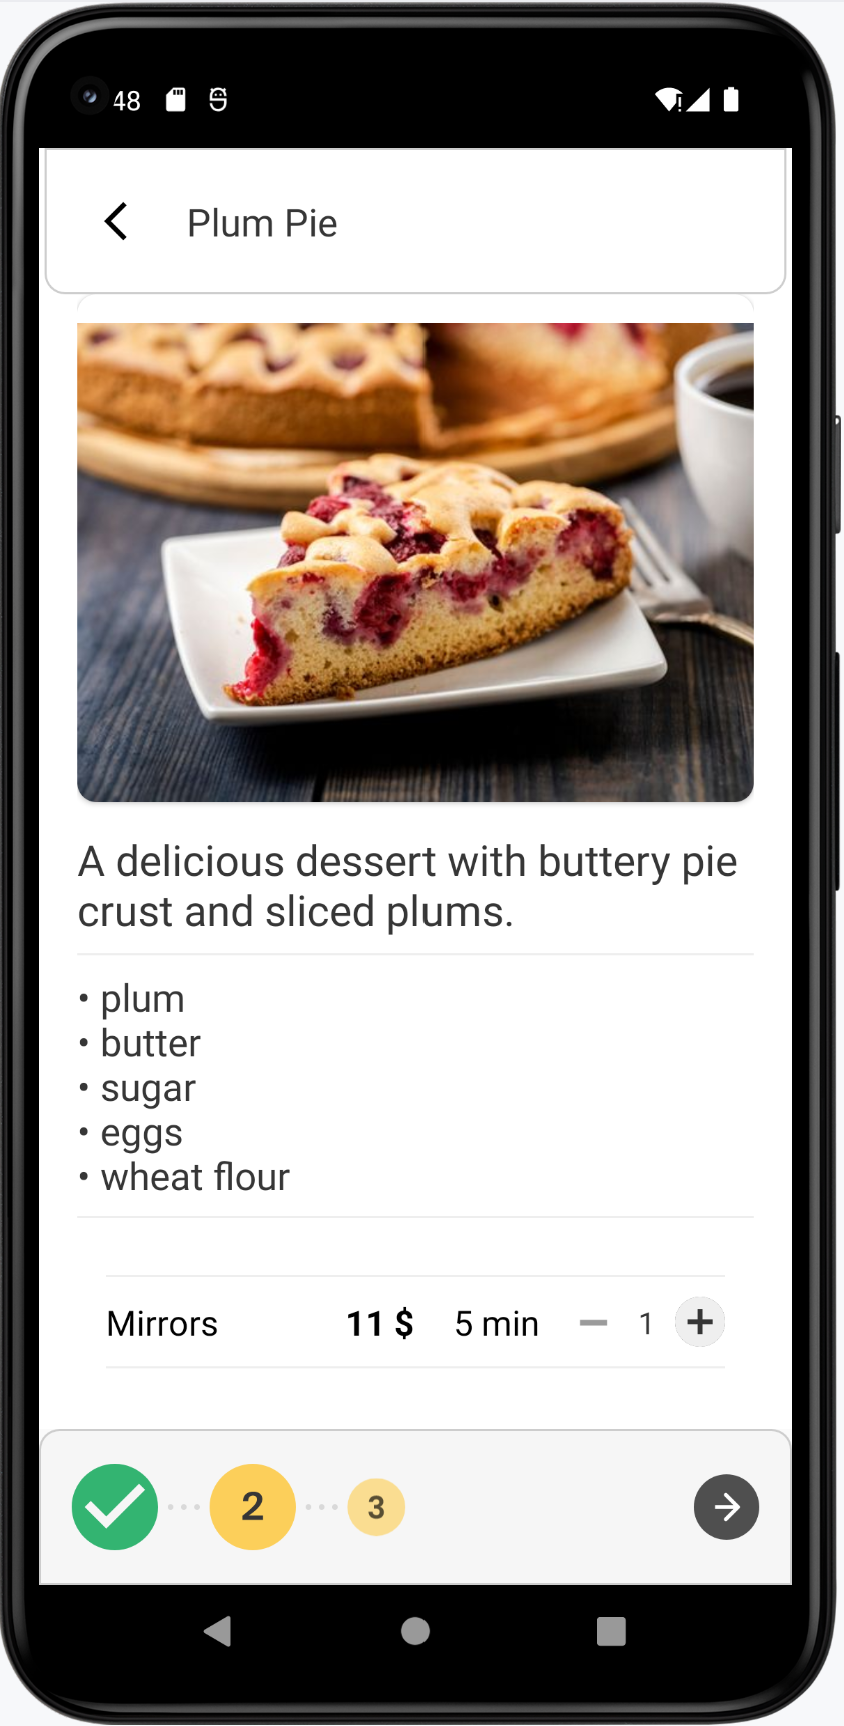 48
Plum Pie
A delicious dessert with buttery pie
crust and sliced plums.
• plum
• butter
• sugar
• eggs
• wheat flour
Mirrors 11 $ 5 min − 1 +
2 3